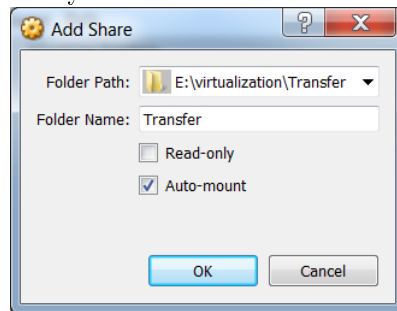 Add Share
Folder Path: E:\virtualization\Transfer
Folder Name: Transfer
Read-only
Auto-mount
OK Cancel